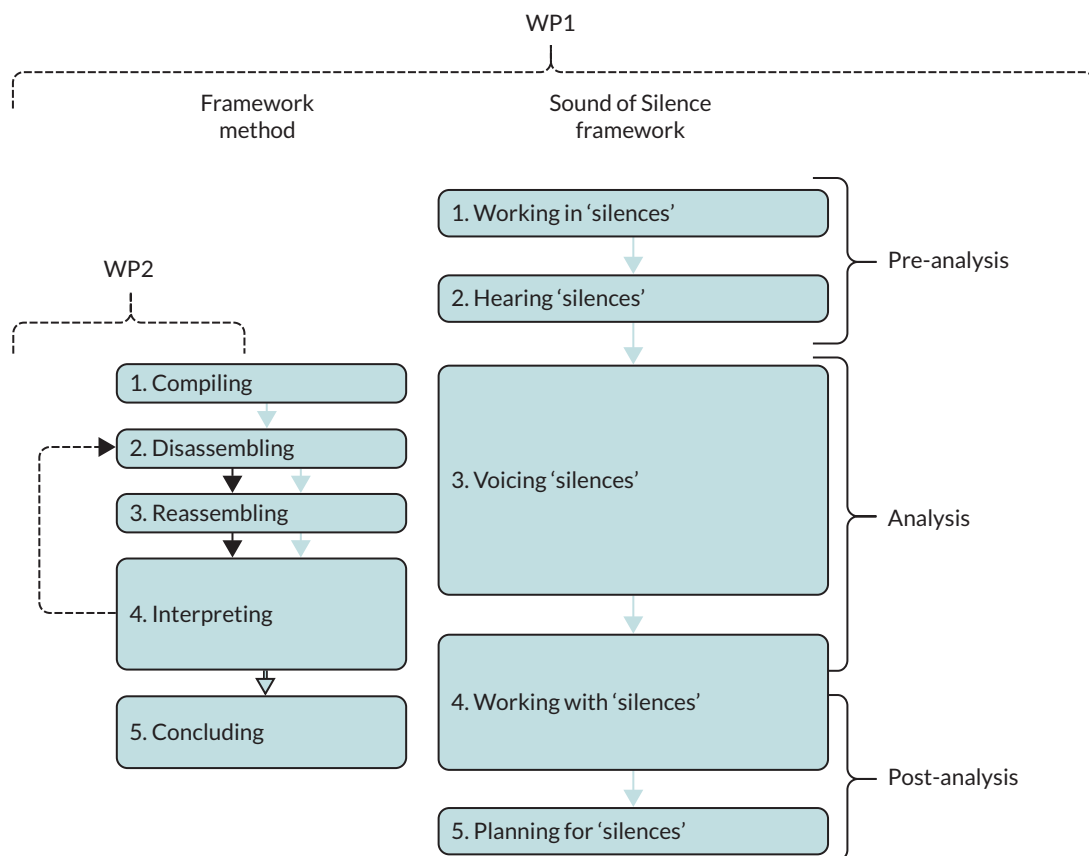 WP1
Framework
method
Sound of Silence
framework
1. Working in ‘silences’
2. Hearing ‘silences’
Pre-analysis
WP2
1. Compiling
2. Disassembling
3. Reassembling
4. Interpreting
5. Concluding
3. Voicing ‘silences’
Analysis
4. Working with ‘silences’
5. Planning for ‘silences’
Post-analysis